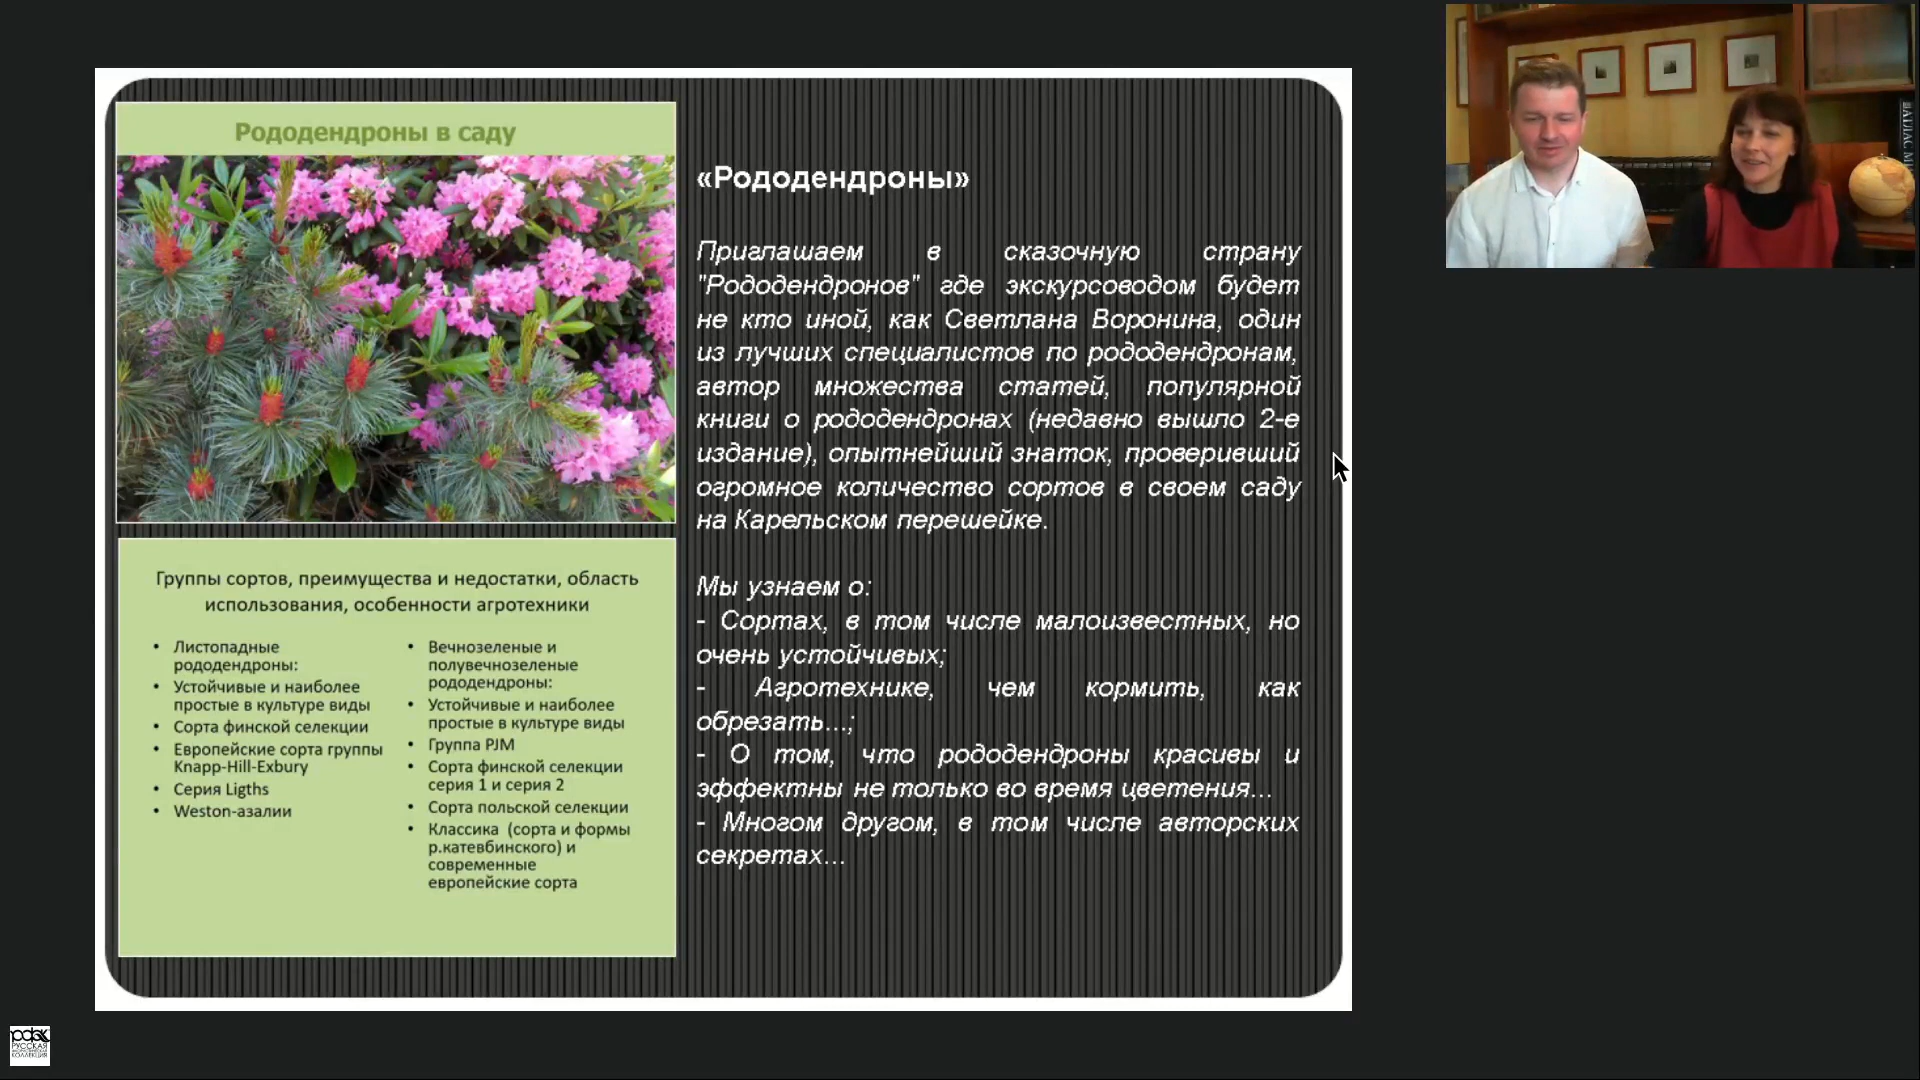 Рододендроны в саду
Группы сортов, преимущества и недостатки, область
использования, особенности агротехники
• Листопадные
рододендроны:
• Устойчивые и наиболее
простые в культуре виды
• Сорта финской селекции
• Европейские сорта группы
Knapp-Hill-Exbury
• Серия Ligths
• Weston-азалии
• Вечнозеленые и
полувечнозеленые
рододендроны:
• Устойчивые и наиболее
простые в культуре виды
• Группа PJM
• Сорта финской селекции
серия 1 и серия 2
• Сорта польской селекции
• Классика (сорта и формы
р.катевбинского) и
современные
европейские сорта
«Рододендроны»
Приглашаем в сказочную страну
"Рододендронов" где экскурсоводом будет
не кто иной, как Светлана Воронина, один
из лучших специалистов по рододендронам,
автор множества статей, популярной
книги о рододендронах (недавно вышло 2-е
издание), опытнейший знаток, проверивший
огромное количество сортов в своем саду
на Карельском перешейке.
Мы узнаем о:
- Сортах, в том числе малоизвестных, но
очень устойчивых;
- Агротехнике, чем кормить, как
обрезать...;
- О том, что рододендроны красивы и
эффектны не только во время цветения...
- Многом другом, в том числе авторских
секретах...
АТЛАС
РУССКАЯ
КОЛЛЕКЦИЯ